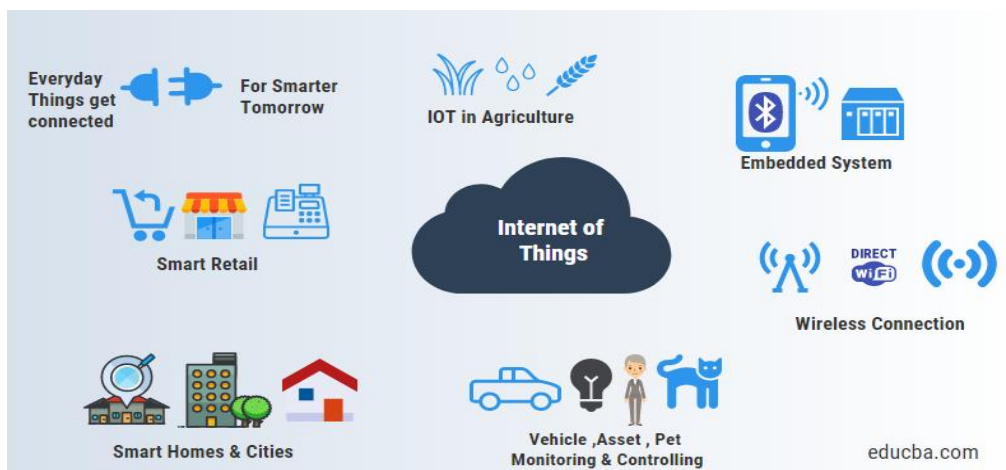 Everyday
Things get
connected
For Smarter
Tomorrow
IOT in Agriculture
Embedded System
Internet of
Things
Smart Retail
DIRECT
WiFi
Wireless Connection
Smart Homes & Cities
Vehicle ,Asset , Pet
Monitoring & Controlling
educba.com